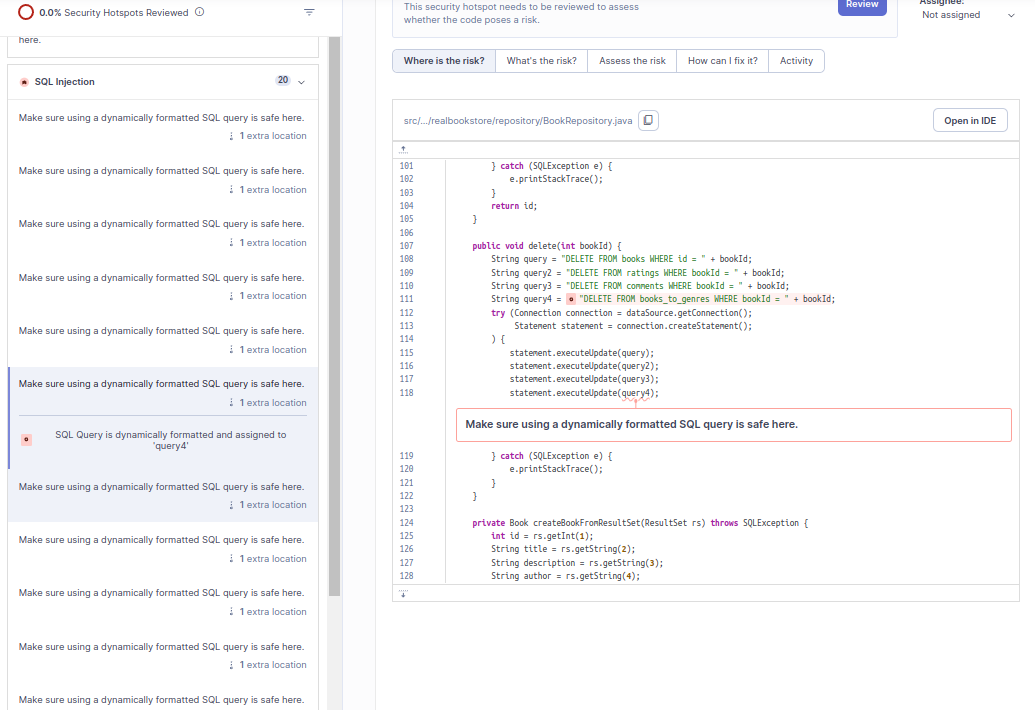 0.0% Security Hotspots Reviewed
here.
SQL Injection 20
Make sure using a dynamically formatted SQL query is safe here.
1 extra location
Make sure using a dynamically formatted SQL query is safe here.
1 extra location
Make sure using a dynamically formatted SQL query is safe here.
1 extra location
Make sure using a dynamically formatted SQL query is safe here.
1 extra location
Make sure using a dynamically formatted SQL query is safe here.
1 extra location
Make sure using a dynamically formatted SQL query is safe here.
1 extra location
SQL Query is dynamically formatted and assigned to
'query4'
Make sure using a dynamically formatted SQL query is safe here.
1 extra location
Make sure using a dynamically formatted SQL query is safe here.
1 extra location
Make sure using a dynamically formatted SQL query is safe here.
1 extra location
Make sure using a dynamically formatted SQL query is safe here.
1 extra location
Make sure using a dynamically formatted SQL query is safe here.
This security hotspot needs to be reviewed to assess
whether the code poses a risk.
Review
Assignee:
Not assigned
Where is the risk? What's the risk? Assess the risk How can I fix it? Activity
src/.../realbookstore/repository/BookRepository.java Open in IDE
101 } catch (SQLException e) {
102 e.printStackTrace();
103 }
104 return id;
105 }
106
107 public void delete(int bookId) {
108 String query = "DELETE FROM books WHERE id = " + bookId;
109 String query2 = "DELETE FROM ratings WHERE bookId = " + bookId;
110 String query3 = "DELETE FROM comments WHERE bookId = " + bookId;
111 String query4 = "DELETE FROM books_to_genres WHERE bookId = " + bookId;
112 try (Connection connection = dataSource.getConnection();
113 Statement statement = connection.createStatement();
114 ) {
115 statement.executeUpdate(query);
116 statement.executeUpdate(query2);
117 statement.executeUpdate(query3);
118 statement.executeUpdate(query4);
Make sure using a dynamically formatted SQL query is safe here.
119 } catch (SQLException e) {
120 e.printStackTrace();
121 }
122 }
123
124 private Book createBookFromResultSet(ResultSet rs) throws SQLException {
125 int id = rs.getInt(1);
126 String title = rs.getString(2);
127 String description = rs.getString(3);
128 String author = rs.getString(4);